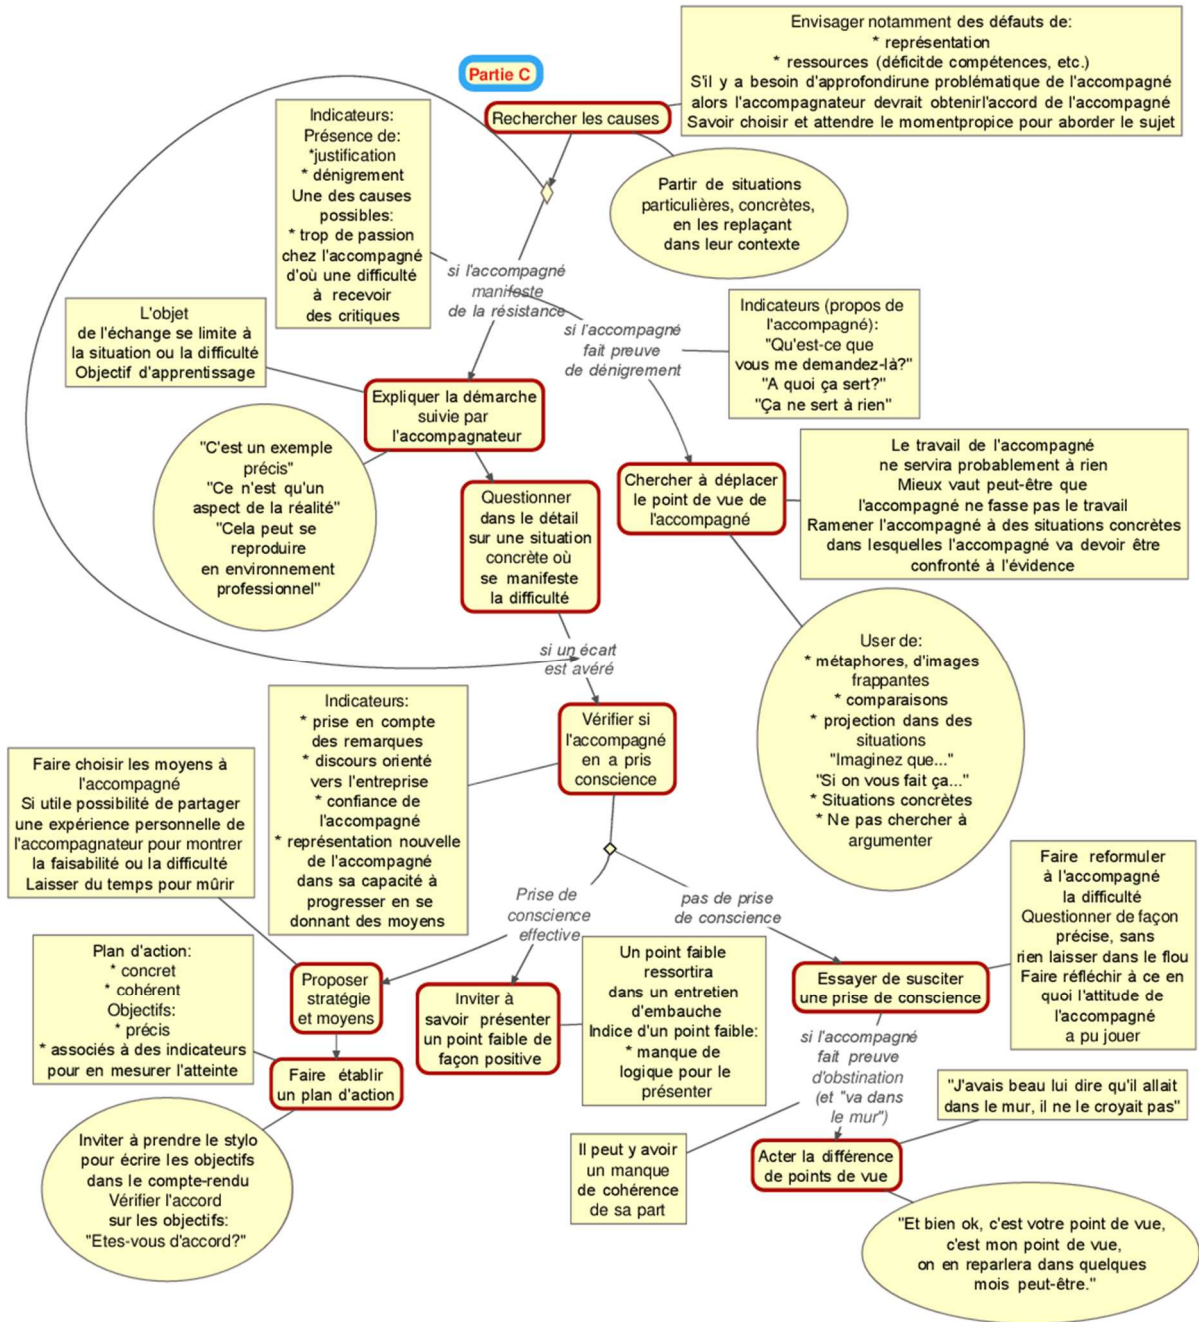 Partie C
Envisager notamment des défauts de:
* représentation
* ressources (déficitde compétences, etc.)
S'il y a besoin d'approfondirune problématique de l'accompagné
alors l'accompagnateur devrait obtenirl'accord de l'accompagné
Savoir choisir et attendre le momentpropice pour aborder le sujet
Rechercher les causes
Indicateurs:
Présence de:
*justification
* dénigrement
Une des causes
possibles:
* trop de passion
chez l'accompagné
d'où une difficulté
à recevoir
des critiques
Partir de situations
particulières, concrètes,
en les replaçant
dans leur contexte
si l'accompagné
manifeste
de la résistance
si l'accompagné
fait preuve
de dénigrement
Indicateurs (propos de
l'accompagné):
"Qu'est-ce que
vous me demandez-là?"
"A quoi ça sert?"
"Ça ne sert à rien"
L'objet
de l'échange se limite à
la situation ou la difficulté
Objectif d'apprentissage
Expliquer la démarche
suivie par
l'accompagnateur
"C'est un exemple
précis"
"Ce n'est qu'un
aspect de la réalité"
"Cela peut se
reproduire
en environnement
professionnel"
Questionner
dans le détail
sur une situation
concrète où
se manifeste
la difficulté
Chercher à déplacer
le point de vue de
l'accompagné
Le travail de l'accompagné
ne servira probablement à rien
Mieux vaut peut-être que
l'accompagné ne fasse pas le travail
Ramener l'accompagné à des situations concrètes
dans lesquelles l'accompagné va devoir être
confronté à l'évidence
User de:
* métaphores, d'images
frappantes
* comparaisons
* projection dans des
situations
"Imaginez que..."
"Si on vous fait ça..."
* Situations concrètes
* Ne pas chercher à
argumenter
si un écart
est avéré
Vérifier si
l'accompagné
en a pris
conscience
Indicateurs:
* prise en compte
des remarques
* discours orienté
vers l'entreprise
* confiance de
l'accompagné
* représentation nouvelle
de l'accompagné
dans sa capacité à
progresser en se
donnant des moyens
Faire choisir les moyens à
l'accompagné
Si utile possibilité de partager
une expérience personnelle de
l'accompagnateur pour montrer
la faisabilité ou la difficulté
Laisser du temps pour mûrir
Prise de
conscience
effective
pas de prise
de conscience
Faire reformuler
à l'accompagné
la difficulté
Questionner de façon
précise, sans
rien laisser dans le flou
Faire réfléchir à ce en
quoi l'attitude de
l'accompagné
a pu jouer
Plan d'action:
* concret
* cohérent
Objectifs:
* précis
* associés à des indicateurs
pour en mesurer l'atteinte
Proposer
stratégie
et moyens
Inviter à
savoir présenter
un point faible de
façon positive
Un point faible
ressortira
dans un entretien
d'embauche
Indice d'un point faible:
* manque de
logique pour le
présenter
Essayer de susciter
une prise de conscience
Faire établir
un plan d'action
si l'accompagné
fait preuve
d'obstination
(et "va dans
le mur")
"J'avais beau lui dire qu'il allait
dans le mur, il ne le croyait pas"
Inviter à prendre le stylo
pour écrire les objectifs
dans le compte-rendu
Vérifier l'accord
sur les objectifs:
"Etes-vous d'accord?"
Il peut y avoir
un manque
de cohérence
de sa part
Acter la différence
de points de vue
"Et bien ok, c'est votre point de vue,
c'est mon point de vue,
on en reparlera dans quelques
mois peut-être."